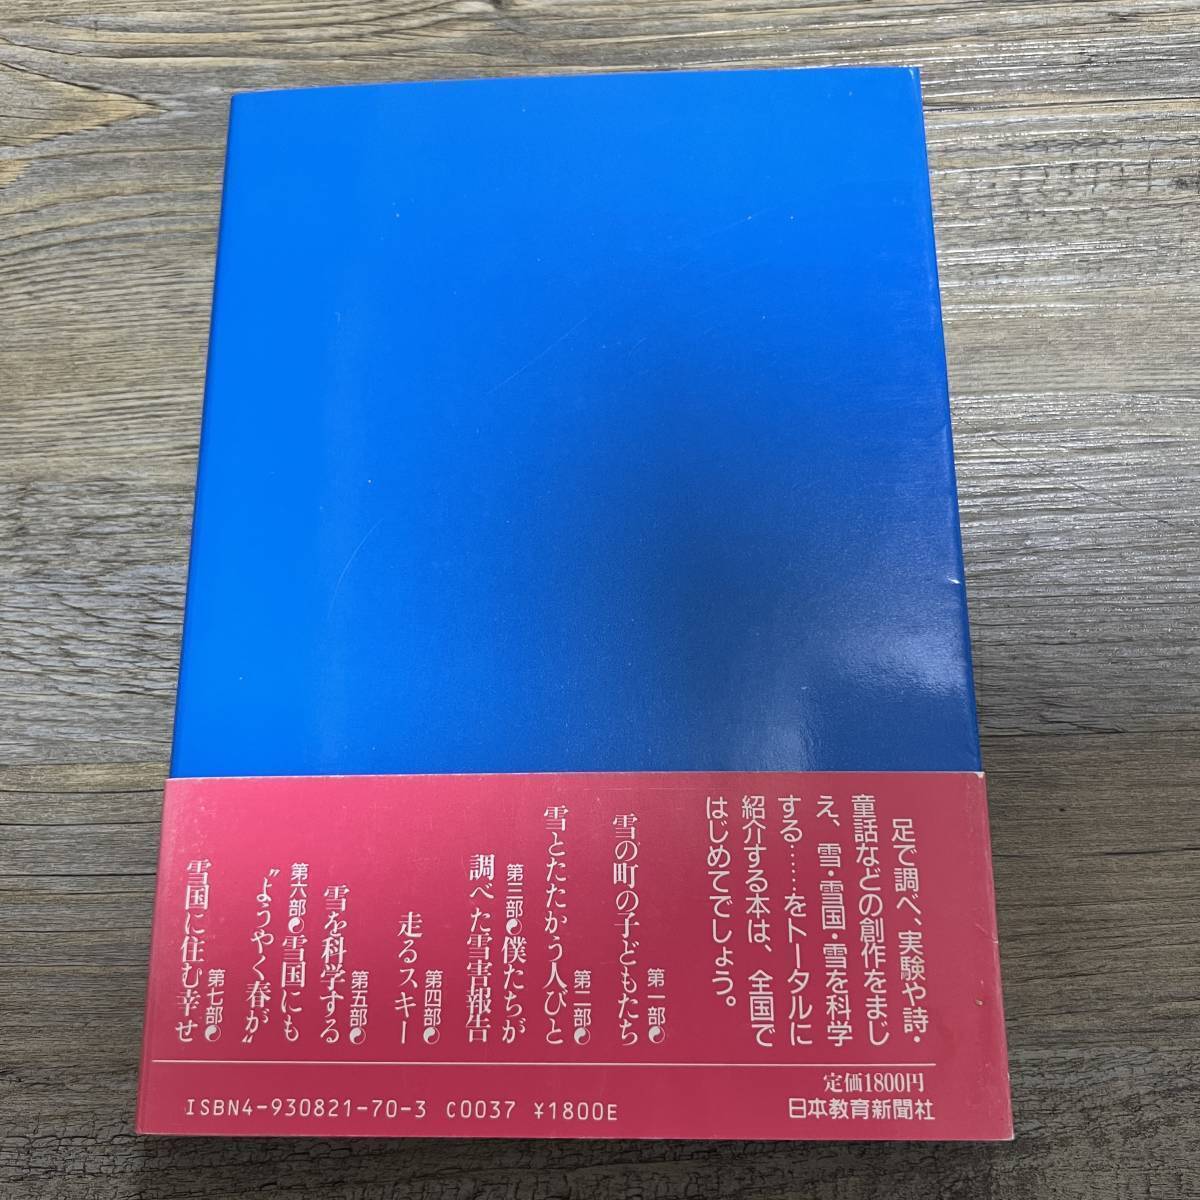 足で調べ、実験や詩・
童話などの創作をまじ
え、雪・雪国・雪を科学
する……をトータルに
紹介する本は、全国で
はじめてでしょう。
第一部
雪の町の子どもたち
第二部
雪とたたかう人びと
第三部 僕たちが
調べた雪害報告
第四部
走るスキー
第五部
雪を科学する
第六部 雪国にも
〝ようやく春が〟
第七部
雪国に住む幸せ
定価1800円
日本教育新聞社
ISBN4-930821-70-3 C0037 ¥1800E